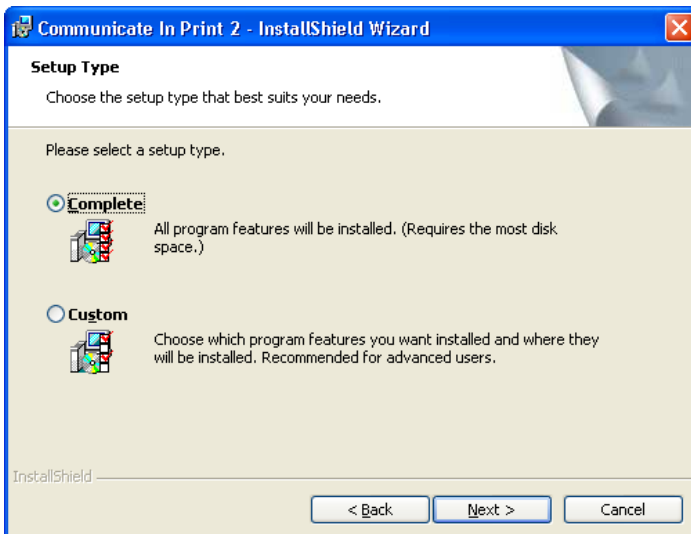 Communicate In Print 2 - InstallShield Wizard
Setup Type
Choose the setup type that best suits your needs.
Please select a setup type.
Complete
All program features will be installed. (Requires the most disk
space.)
Custom
Choose which program features you want installed and where they
will be installed. Recommended for advanced users.
InstallShield
< Back Next > Cancel